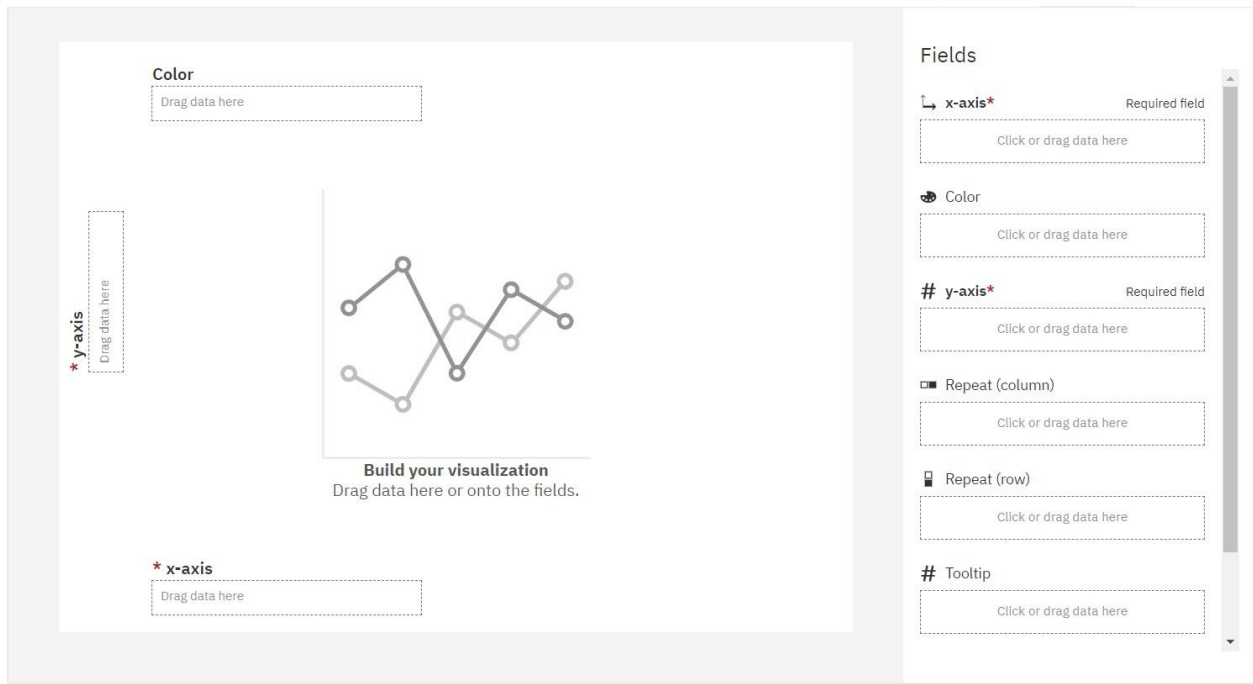 Color
Drag data here
* y-axis
Drag data here
Build your visualization
Drag data here or onto the fields.
* x-axis
Drag data here
Fields
x-axis* Required field
Click or drag data here
Color
Click or drag data here
# y-axis* Required field
Click or drag data here
Repeat (column)
Click or drag data here
Repeat (row)
Click or drag data here
# Tooltip
Click or drag data here